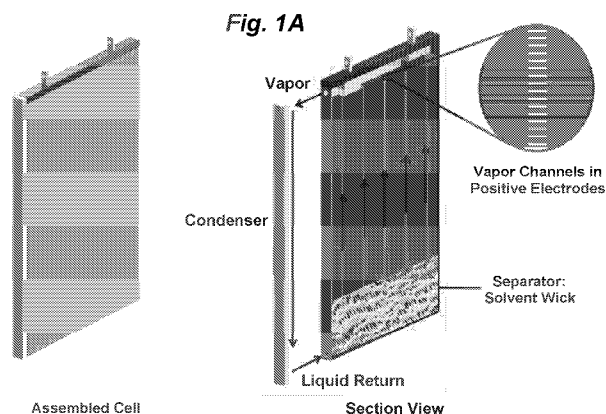 Fig. 1A
Vapor
Vapor Channels in
Positive Electrodes
Condenser
Separator:
Solvent Wick
Liquid Return
Assembled Cell
Section View